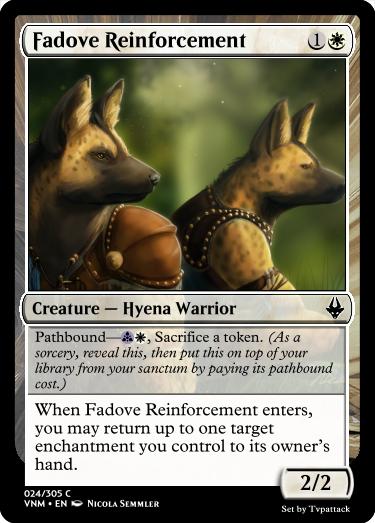 Fadove Reinforcement 1
Creature — Hyena Warrior
Pathbound—, Sacrifice a token. (As a
sorcery, reveal this, then put this on top of your
library from your sanctum by paying its pathbound
cost.)
When Fadove Reinforcement enters,
you may return up to one target
enchantment you control to its owner's
hand.
2/2
024/305 C
VNM • EN Nicola Semmler
Set by Tvpattack